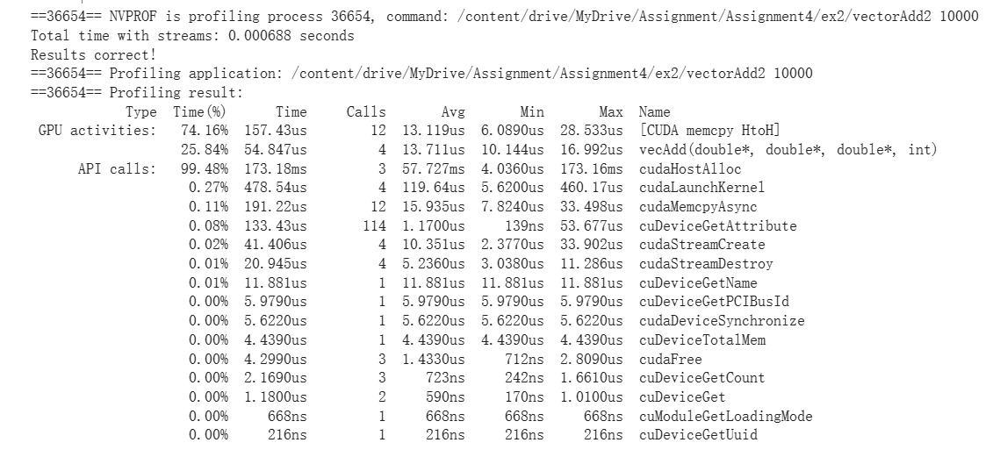 ==36654== NVPROF is profiling process 36654, command: /content/drive/MyDrive/Assignment/Assignment4/ex2/vectorAdd2 10000
Total time with streams: 0.000688 seconds
Results correct!
==36654== Profiling application: /content/drive/MyDrive/Assignment/Assignment4/ex2/vectorAdd2 10000
==36654== Profiling result:
Type Time(%) Time Calls Avg Min Max Name
GPU activities: 74.16% 157.43us 12 13.119us 6.0890us 28.533us [CUDA memcpy HtoH]
25.84% 54.847us 4 13.711us 10.144us 16.992us vecAdd(double*, double*, double*, int)
API calls: 99.48% 173.18ms 3 57.727ms 4.0360us 173.16ms cudaHostAlloc
0.27% 478.54us 4 119.64us 5.6200us 460.17us cudaLaunchKernel
0.11% 191.22us 12 15.935us 7.8240us 33.498us cudaMemcpyAsync
0.08% 133.43us 114 1.1700us 139ns 53.677us cuDeviceGetAttribute
0.02% 41.406us 4 10.351us 2.3770us 33.902us cudaStreamCreate
0.01% 20.945us 4 5.2360us 3.0380us 11.286us cudaStreamDestroy
0.01% 11.881us 1 11.881us 11.881us 11.881us cuDeviceGetName
0.00% 5.9790us 1 5.9790us 5.9790us 5.9790us cuDeviceGetPCIBusId
0.00% 5.6220us 1 5.6220us 5.6220us 5.6220us cudaDeviceSynchronize
0.00% 4.4390us 1 4.4390us 4.4390us 4.4390us cuDeviceTotalMem
0.00% 4.2990us 3 1.4330us 712ns 2.8090us cudaFree
0.00% 2.1690us 3 723ns 242ns 1.6610us cuDeviceGetCount
0.00% 1.1800us 2 590ns 170ns 1.0100us cuDeviceGet
0.00% 668ns 1 668ns 668ns 668ns cuModuleGetLoadingMode
0.00% 216ns 1 216ns 216ns 216ns cuDeviceGetUuid